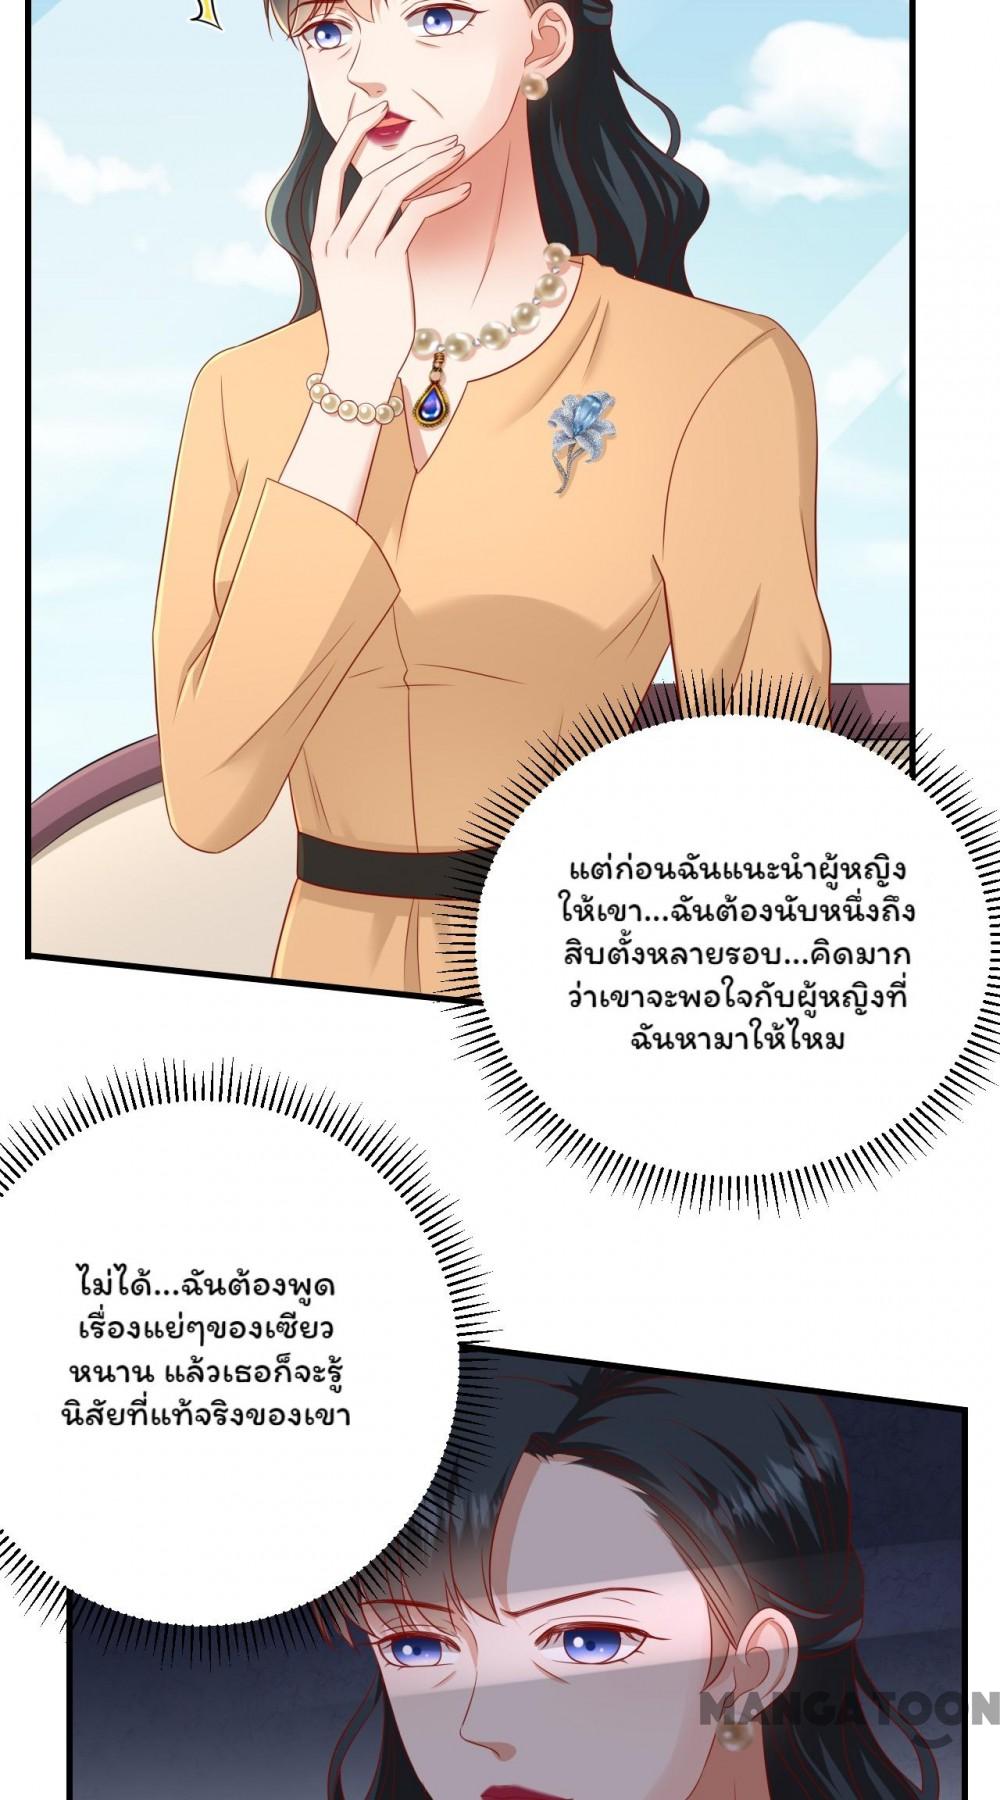 แต่ก่อนฉันแนะนำผู้หญิง
ให้เขา...ฉันต้องนับหนึ่งถึง
สิบตั้งหลายรอบ...คิดมาก
ว่าเขาจะพอใจกับผู้หญิงที่
ฉันหามาให้ไหม
ไม่ได้...ฉันต้องพูด
เรื่องแย่ๆของเซียว
หนาน แล้วเธอก็จะรู้
นิสัยที่แท้จริงของเขา
MANGATOON